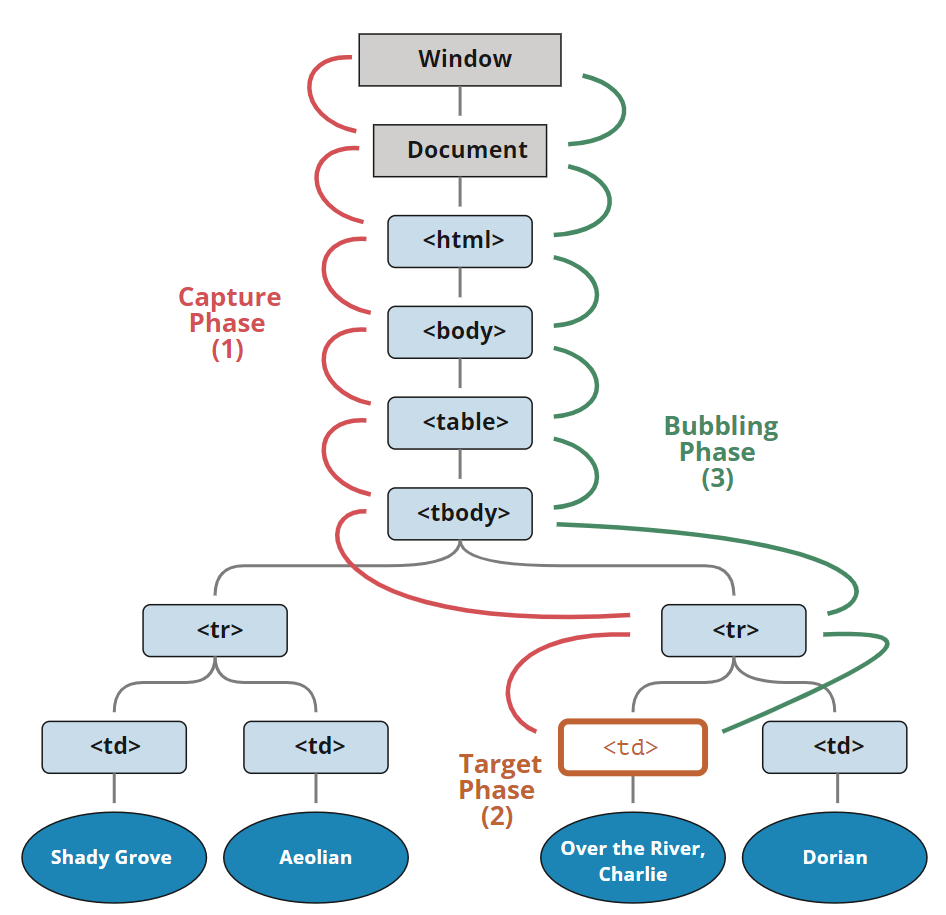 Window
Document
<html>
Capture
Phase
(1)
<body>
<table>
Bubbling
Phase
(3)
<tbody>
<tr>
<tr>
<td>
<td>
<td>
<td>
Target
Phase
(2)
Shady Grove
Aeolian
Over the River,
Charlie
Dorian